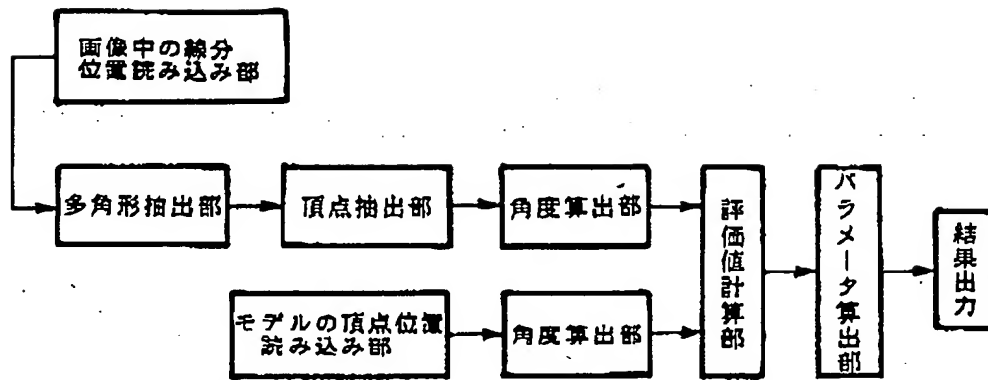 画像中の線分
位置読み込み部
多角形抽出部
頂点抽出部
角度算出部
モデルの頂点位置
読み込み部
角度算出部
評価値計算部
パラメータ算出部
結果出力